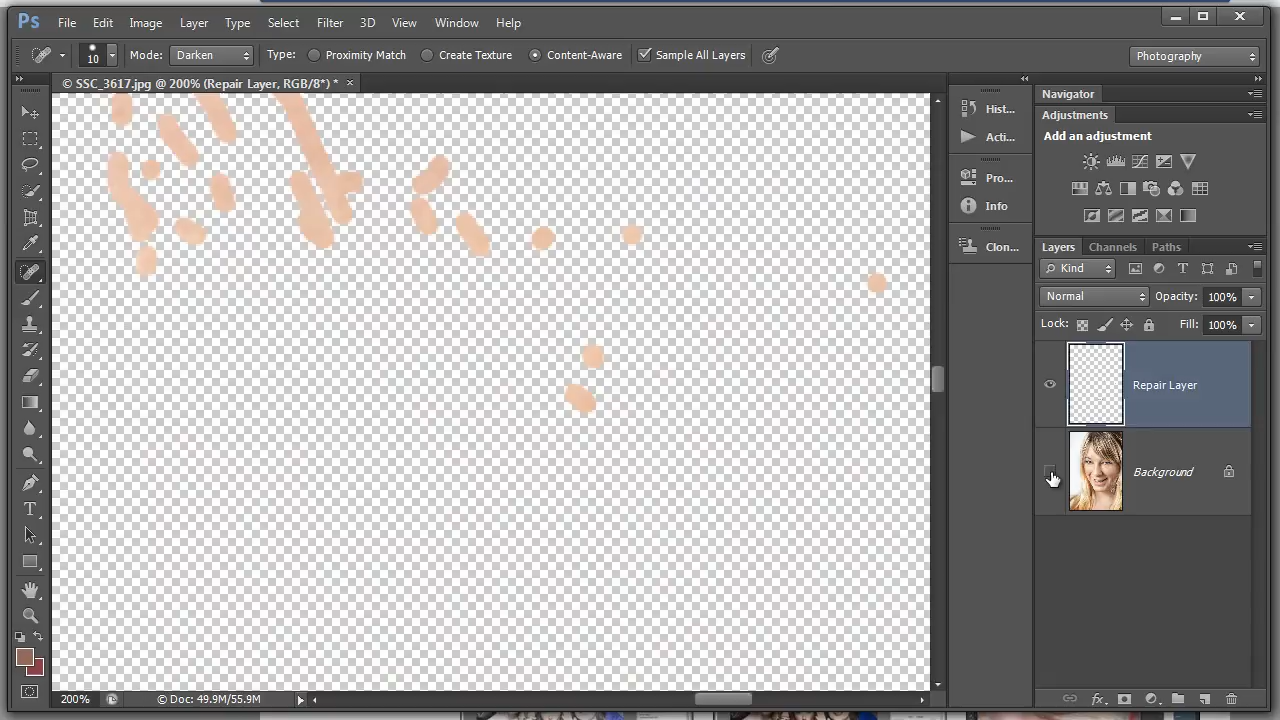 Ps File Edit Image Layer Type Select Filter 3D View Window Help
10 Mode: Darken Type: Proximity Match Create Texture Content-Aware Sample All Layers Photography
© SSC_3617.jpg @ 200% (Repair Layer, RGB/8*) * ×
Hist...
Acti...
Pro...
Info
Clon...
Navigator
Adjustments
Add an adjustment
Layers Channels Paths
Kind
Normal Opacity: 100%
Lock: Fill: 100%
Repair Layer
Background
200% © Doc: 49.9M/55.9M